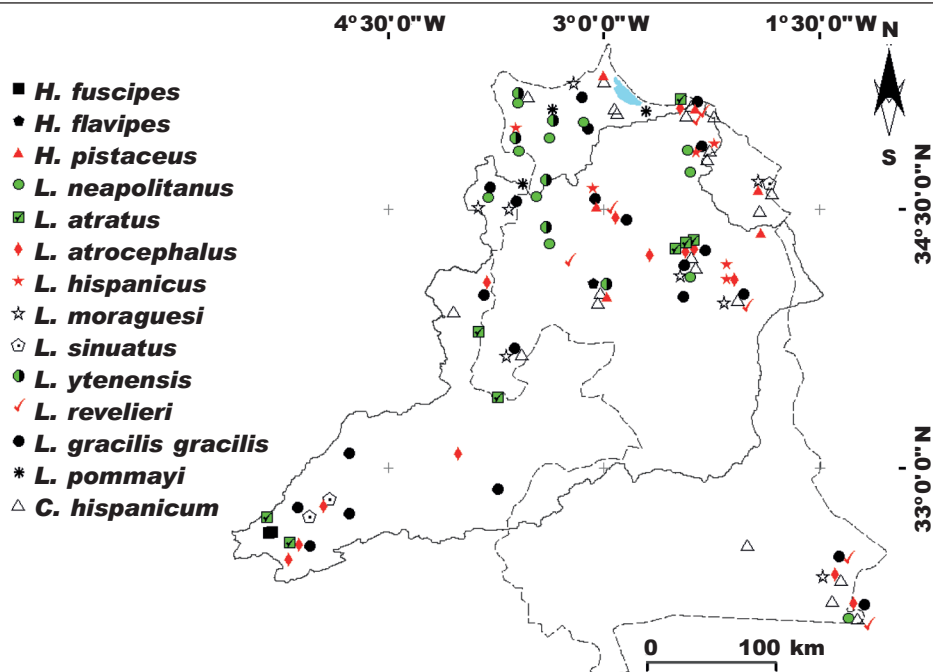 4°30'0"W 3°0'0"W 1°30'0"W
N
S
H. fuscipes
H. flavipes
H. pistaceus
L. neapolitanus
L. atratus
L. atrocephalus
L. hispanicus
L. moraguesi
L. sinuatus
L. ytenensis
L. revelieri
L. gracilis gracilis
L. pommayi
C. hispanicum
34°30'0"N
33°0'0"N
0 100 km